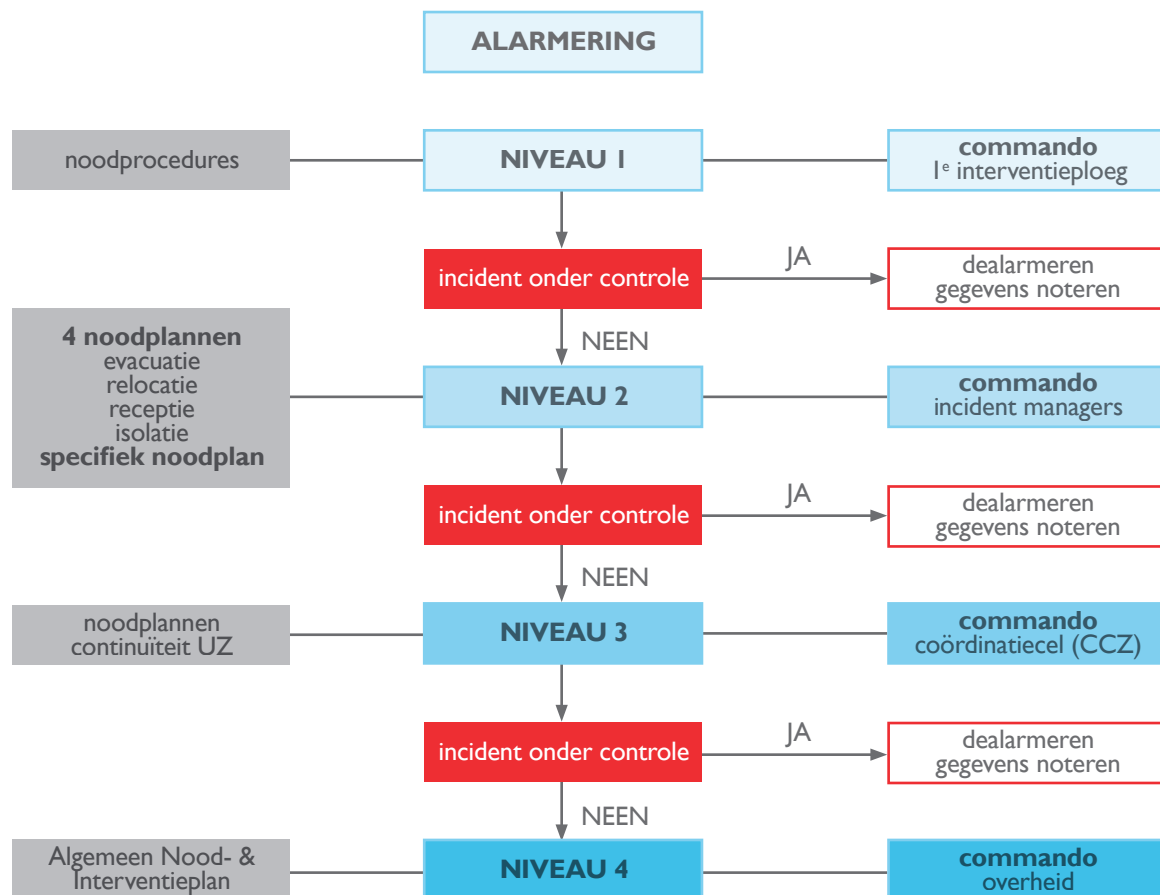 ALARMERING
noodprocedures
NIVEAU 1
commando
1e interventieploeg
incident onder controle
JA
dealarmeren
gegevens noteren
NEEN
4 noodplannen
evacuatie
relocatie
receptie
isolatie
specifiek noodplan
NIVEAU 2
commando
incident managers
incident onder controle
JA
dealarmeren
gegevens noteren
NEEN
noodplannen
continuïteit UZ
NIVEAU 3
commando
coördinatiecel (CCZ)
incident onder controle
JA
dealarmeren
gegevens noteren
NEEN
Algemeen Nood- &
Interventieplan
NIVEAU 4
commando
overheid